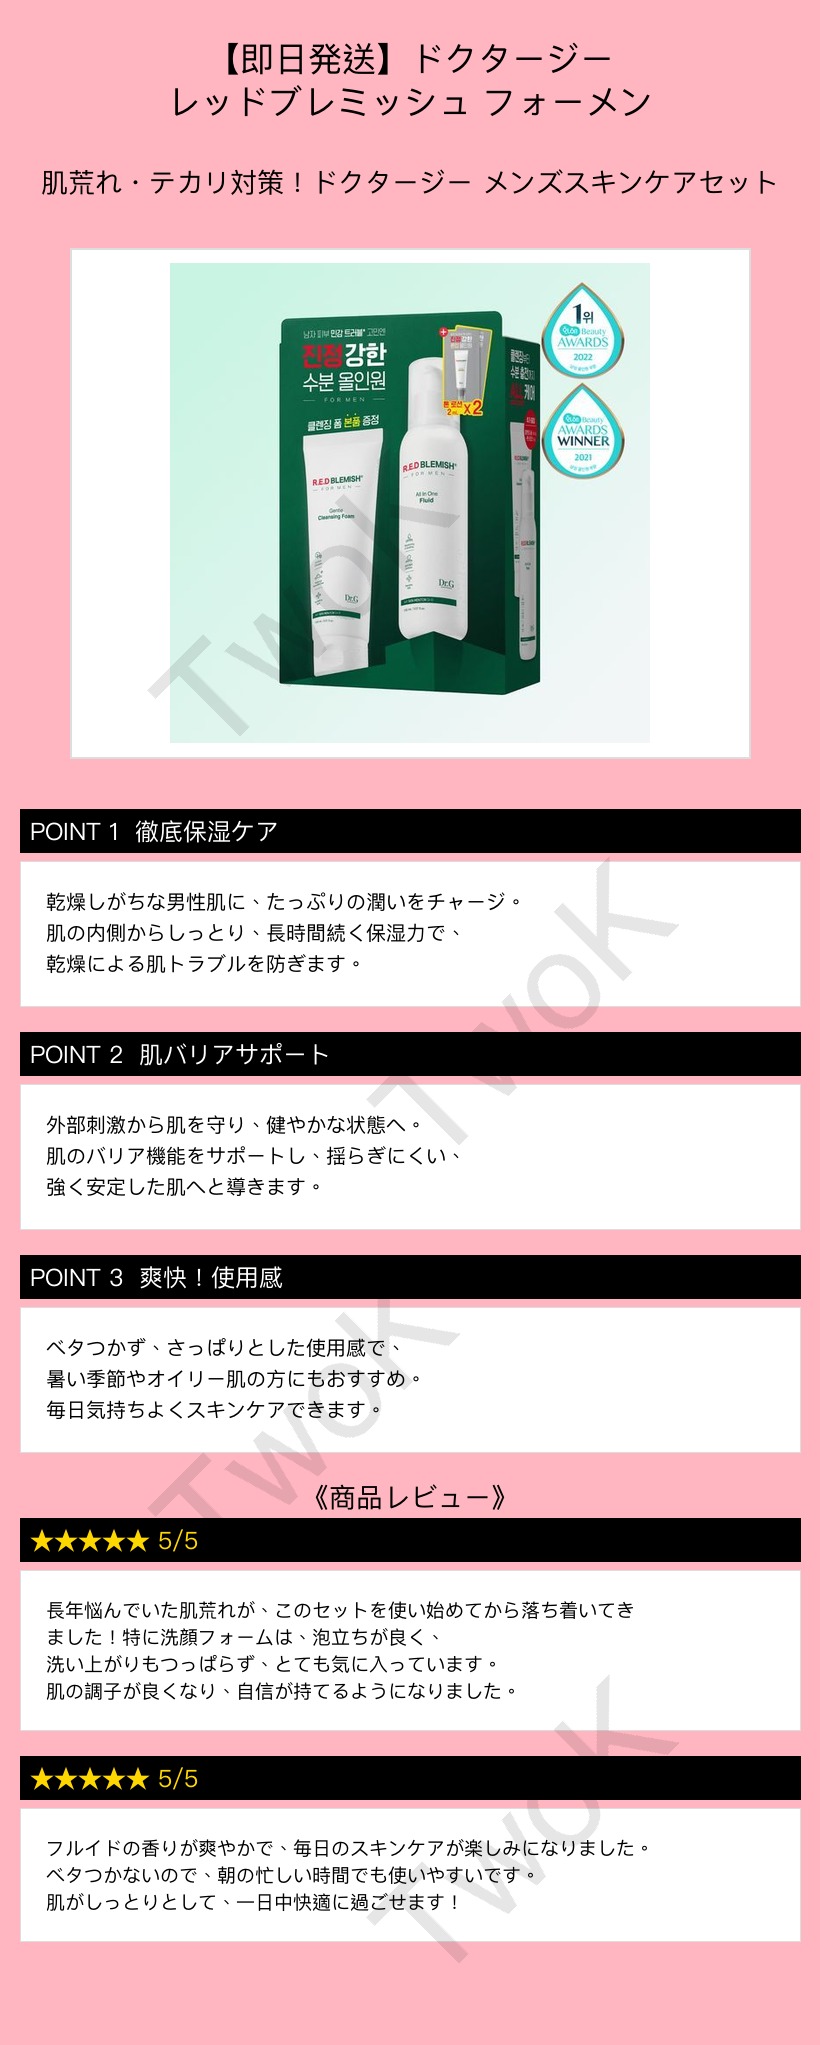 【即日発送】ドクタージー
レッドブレミッシュ フォーメン
肌荒れ・テカリ対策！ドクタージー メンズスキンケアセット
남자 피부 민감 트러블* 고민엔
진정강한
수분 올인원
FOR MEN
클렌징 폼 본품 증정
R.E.D BLEMISH
FOR MEN
Gentle
Cleansing Foam
Dr.G
R.E.D BLEMISH
FOR MEN
All In One
Fluid
Dr.G
X2
1위
Beauty
AWARDS
2022
Beauty
AWARDS
WINNER
2021
TwoK
POINT 1 徹底保湿ケア
乾燥しがちな男性肌に、たっぷりの潤いをチャージ。
肌の内側からしっとり、長時間続く保湿力で、
乾燥による肌トラブルを防ぎます。
TwoK
POINT 2 肌バリアサポート
外部刺激から肌を守り、健やかな状態へ。
肌のバリア機能をサポートし、揺らぎにくい、
強く安定した肌へと導きます。
POINT 3 爽快！使用感
ベタつかず、さっぱりとした使用感で、
暑い季節やオイリー肌の方にもおすすめ。
毎日気持ちよくスキンケアできます。
TwoK
《商品レビュー》
★★★★★ 5/5
長年悩んでいた肌荒れが、このセットを使い始めてから落ち着いてき
ました！特に洗顔フォームは、泡立ちが良く、
洗い上がりもつっぱらず、とても気に入っています。
肌の調子が良くなり、自信が持てるようになりました。
★★★★★ 5/5
フルイドの香りが爽やかで、毎日のスキンケアが楽しみになりました。
ベタつかないので、朝の忙しい時間でも使いやすいです。
肌がしっとりとして、一日中快適に過ごせます！
TwoK